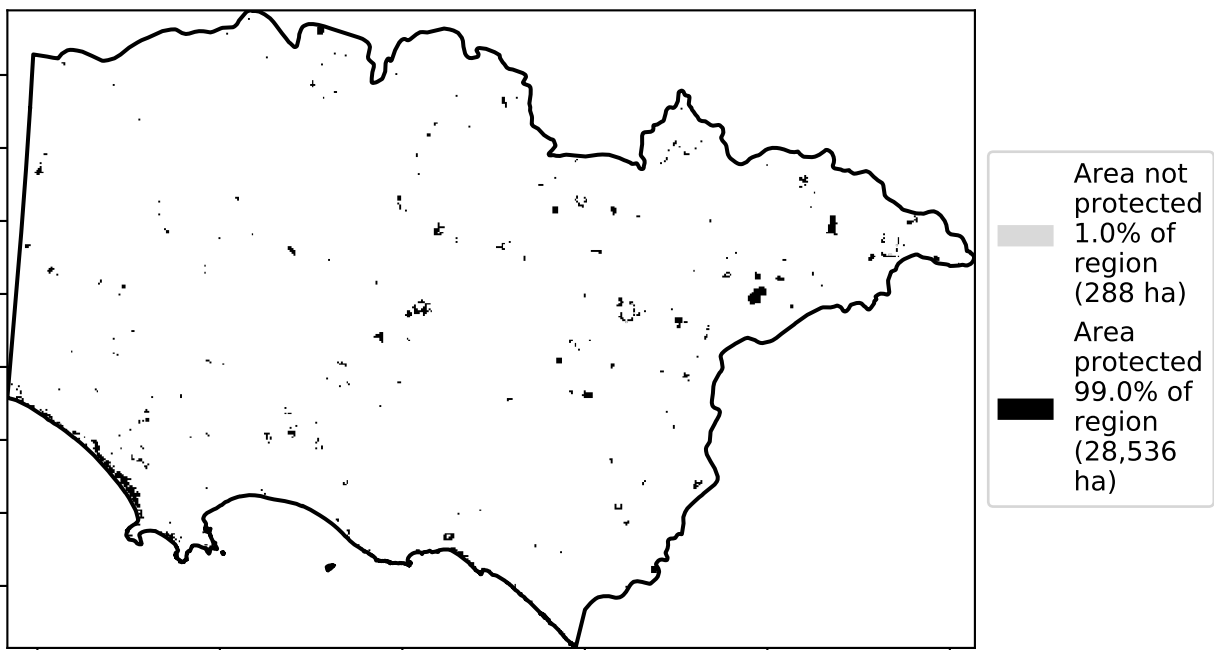 Area not
protected
1.0% of
region
(288 ha)
Area
protected
99.0% of
region
(28,536
ha)